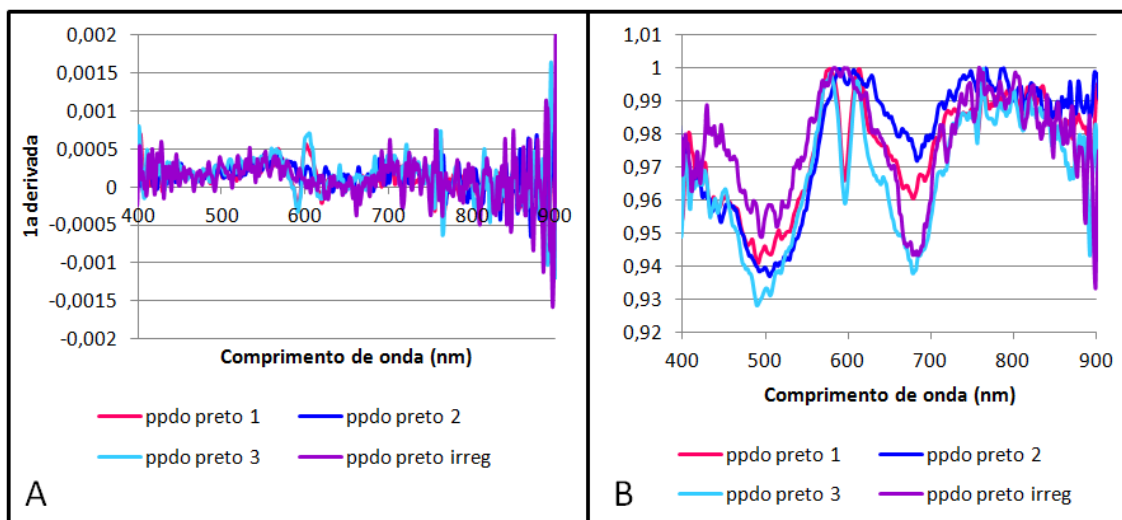 0,002
0,0015
0,001
0,0005
0
-0,0005
-0,001
-0,0015
-0,002
1aderivada
400 500 600 700 800 900
Comprimento de onda (nm)
ppdo preto 1 ppdo preto 2
ppdo preto 3 ppdo preto irreg
A
1,01
1
0,99
0,98
0,97
0,96
0,95
0,94
0,93
0,92
400 500 600 700 800 900
Comprimento de onda (nm)
ppdo preto 1 ppdo preto 2
ppdo preto 3 ppdo preto irreg
B